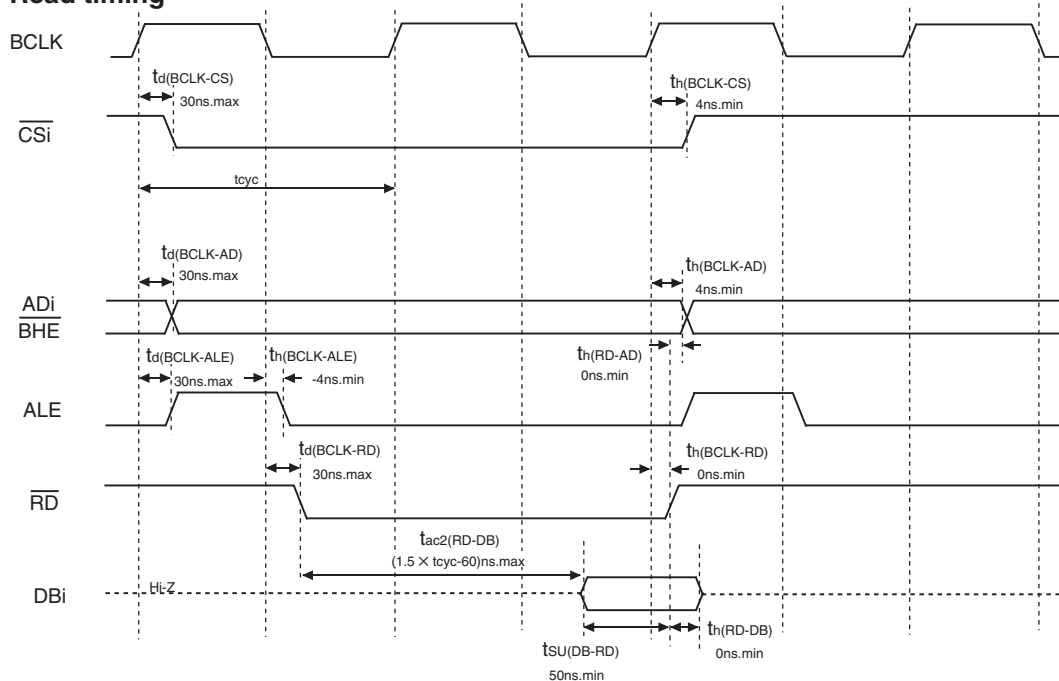 Read timing
BCLK
td(BCLK-CS)
30ns.max
th(BCLK-CS)
4ns.min
CSi
tcyc
td(BCLK-AD)
30ns.max
th(BCLK-AD)
4ns.min
ADi
BHE
td(BCLK-ALE)
30ns.max
th(BCLK-ALE)
-4ns.min
th(RD-AD)
0ns.min
ALE
td(BCLK-RD)
30ns.max
th(BCLK-RD)
0ns.min
RD
tac2(RD-DB)
(1.5 × tcyc-60)ns.max
Hi-Z
DBi
tSU(DB-RD)
50ns.min
th(RD-DB)
0ns.min